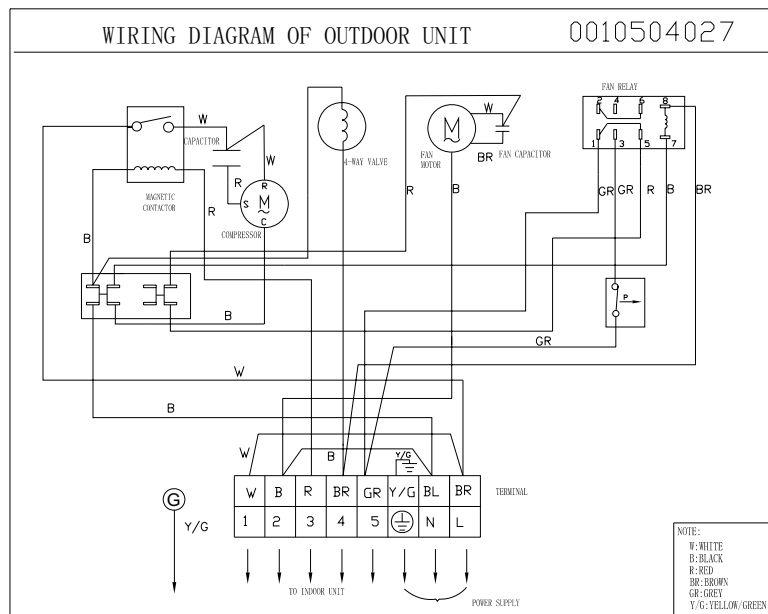 WIRING DIAGRAM OF OUTDOOR UNIT
0010504027
FAN RELAY
2 4 6 8
1 3 5 7
W
CAPACITOR
W
R
R
S
M
C
COMPRESSOR
MAGNETIC
CONTACTOR
R
B
4-WAY VALVE
M
FAN
MOTOR
W
BR
FAN CAPACITOR
R
B
GR GR R B BR
P
GR
B
W
B
W
B
Y/G
W B R BR GR Y/G BL BR
TERMINAL
1 2 3 4 5 N L
G
Y/G
TO INDOOR UNIT
POWER SUPPLY
NOTE:
W:WHITE
B:BLACK
R:RED
BR:BROWN
GR:GREY
Y/G:YELLOW/GREEN